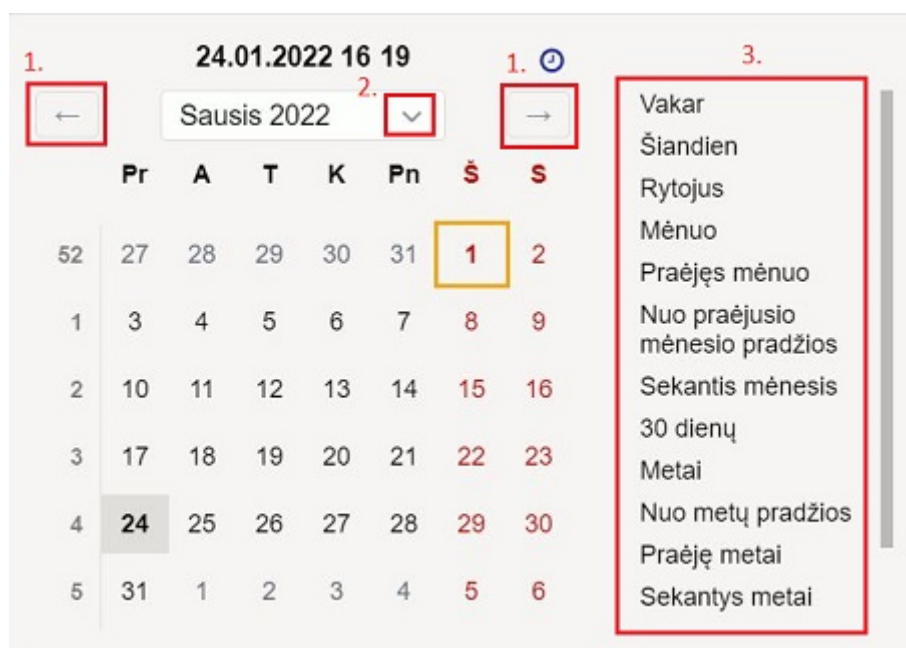 24.01.2022 16 19
1.
1.
3.
2.
←
Sausis 2022
→
Pr A T K Pn Š S
52 27 28 29 30 31 1 2
1 3 4 5 6 7 8 9
2 10 11 12 13 14 15 16
3 17 18 19 20 21 22 23
4 24 25 26 27 28 29 30
5 31 1 2 3 4 5 6
Vakar
Šiandien
Rytojus
Mėnuo
Praėjęs mėnuo
Nuo praėjusio
mėnesio pradžios
Sekantis mėnesis
30 dienų
Metai
Nuo metų pradžios
Praėję metai
Sekantys metai